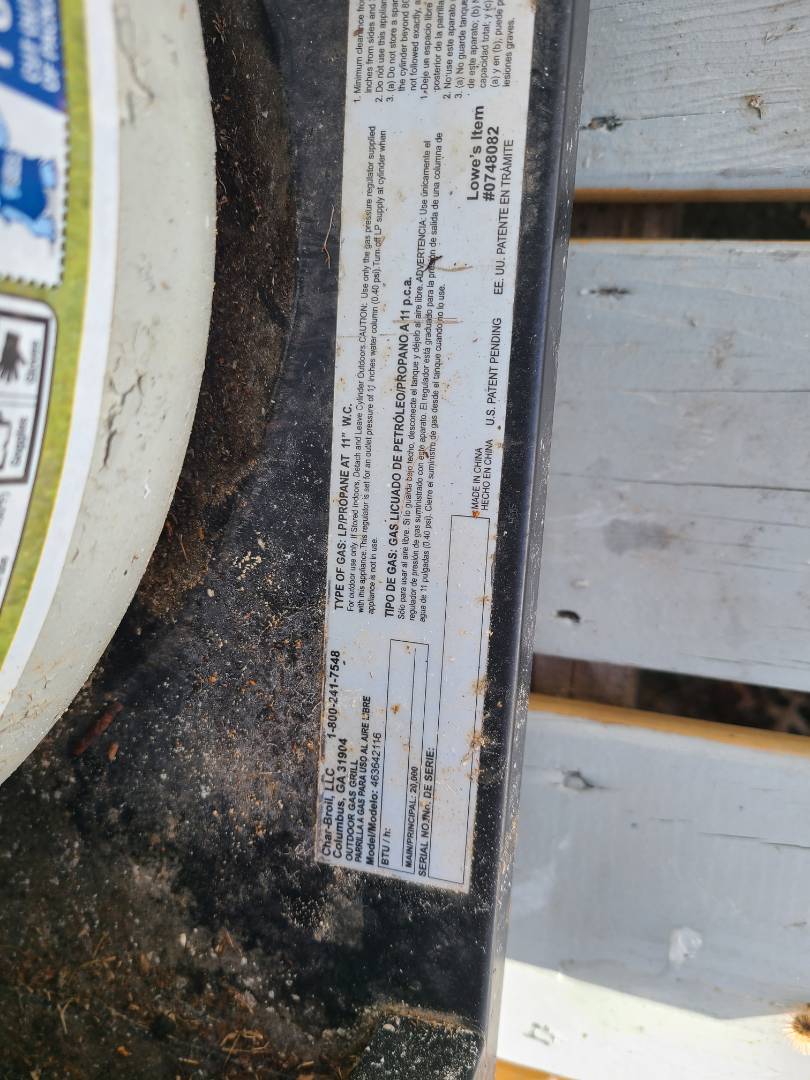 Char-Broil, LLC 1-800-241-7548
Columbus, GA 31904
OUTDOOR GAS GRILL
PARRILLA A GAS PARA USO AL AIRE LIBRE
Model/Modelo: 463642116
BTU / h:
MAIN/PRINCIPAL: 20,000
SERIAL NO./No. DE SERIE:
TYPE OF GAS: LP/PROPANE AT 11" W.C.
For outdoor use only. If Stored Indoors, Detach and Leave Cylinder Outdoors. CAUTION: Use only the gas pressure regulator supplied
with this appliance. This regulator is set for an outlet pressure of 11 inches water column (0.40 psi). Turn off LP supply at cylinder when
appliance is not in use.
TIPO DE GAS: GAS LICUADO DE PETRÓLEO/PROPANO A 11 p.c.a.
Sólo para usar al aire libre. Si lo guarda bajo techo, desconecte el tanque y déjelo al aire libre. ADVERTENCIA: Use únicamente el
regulador de presión de gas suministrado con este aparato. El regulador está graduado para la presión de salida de una columna de
agua de 11 pulgadas (0.40 psi). Cierre el suministro de gas desde el tanque cuando no lo use.
MADE IN CHINA
HECHO EN CHINA
U.S. PATENT PENDING EE. UU. PATENTE EN TRÁMITE
Lowe's Item
#0748082
1. Minimum clearance
inches from sides and
2. Do not use this
3. (a) Do not store a
the cylinder beyond
not followed exactly,
1. Deje un espacio libre
posterior de la parrilla
2. No use este aparato
3. (a) No guarde
de este aparato; (b)
capacidad total; y (c)
(a) y en (b), puede
lesiones graves.
Supplies
Gloves